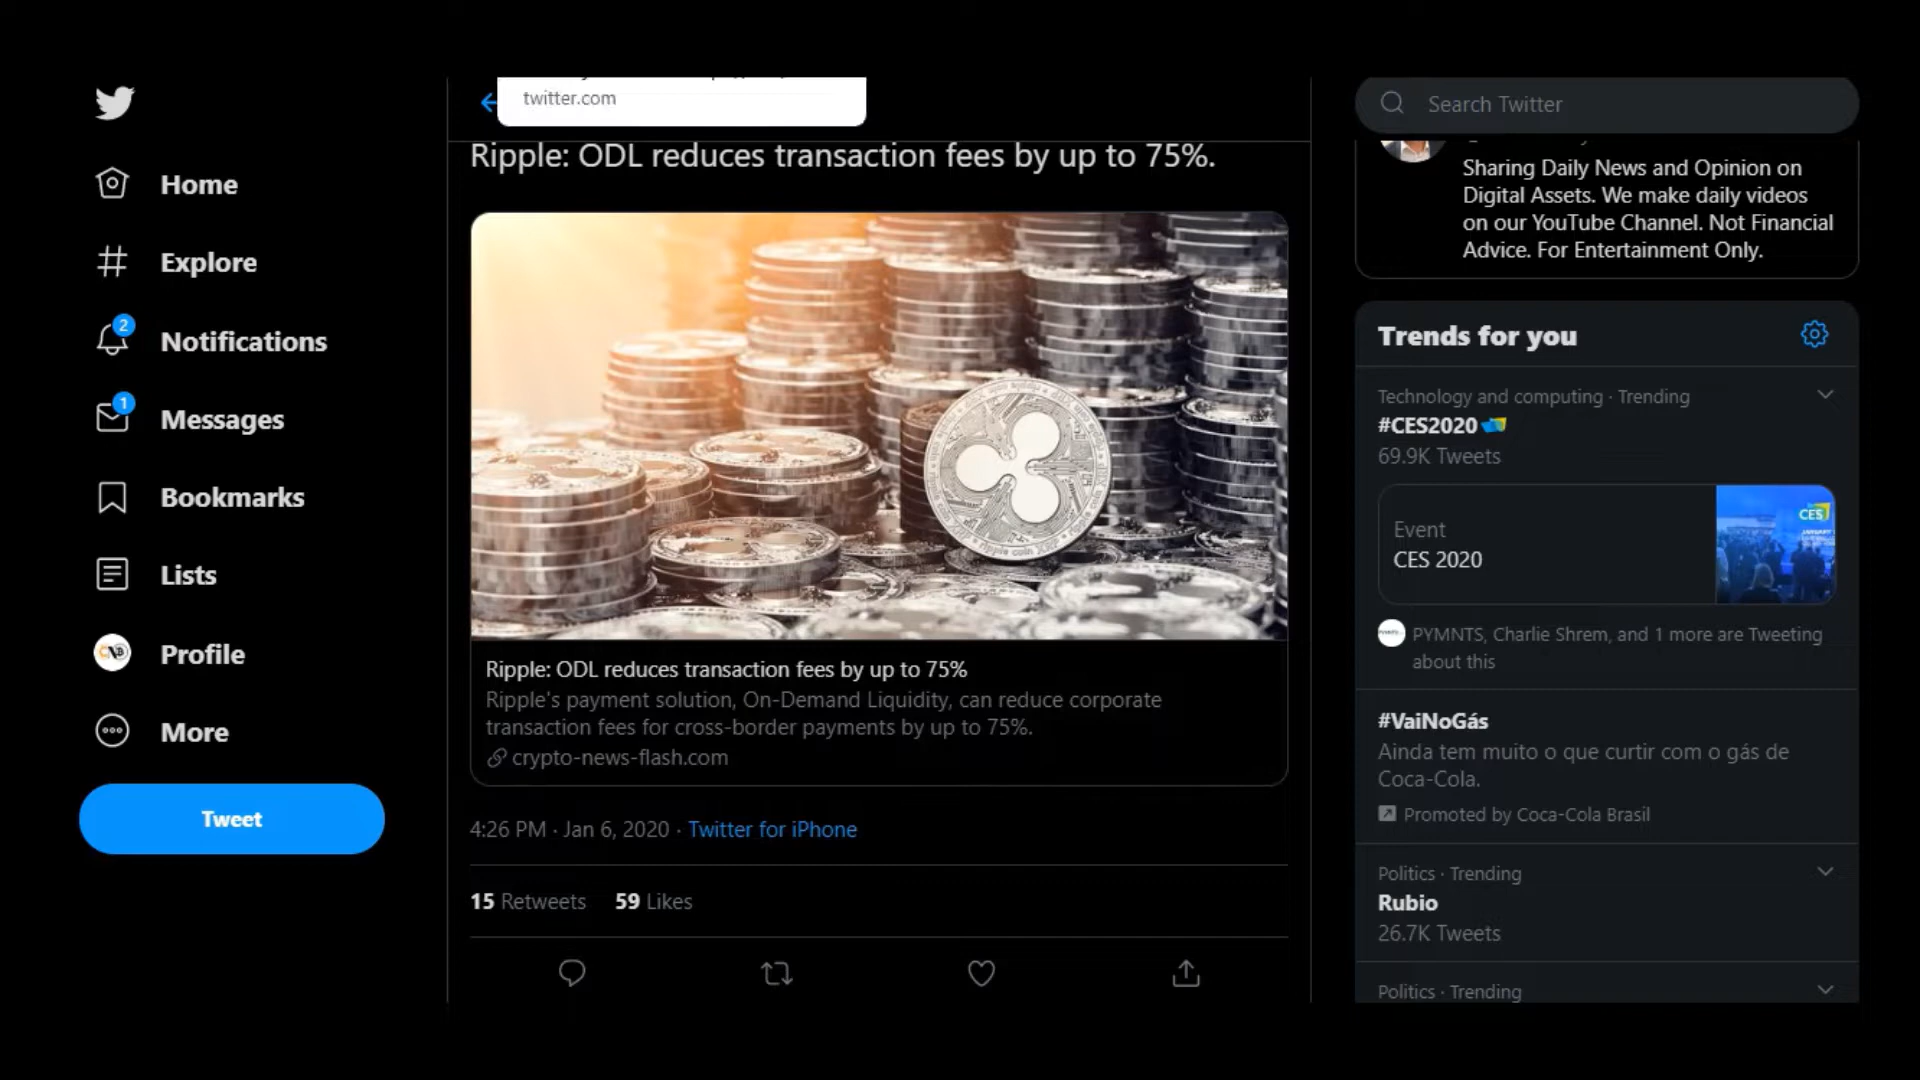 twitter.com
Ripple: ODL reduces transaction fees by up to 75%.
Home
Explore
2
Notifications
1
Messages
Bookmarks
Lists
Profile
More
Tweet
Ripple: ODL reduces transaction fees by up to 75%
Ripple's payment solution, On-Demand Liquidity, can reduce corporate
transaction fees for cross-border payments by up to 75%.
crypto-news-flash.com
4:26 PM · Jan 6, 2020 · Twitter for iPhone
15 Retweets 59 Likes
Search Twitter
Sharing Daily News and Opinion on
Digital Assets. We make daily videos
on our YouTube Channel. Not Financial
Advice. For Entertainment Only.
Trends for you
Technology and computing · Trending
#CES2020
69.9K Tweets
Event
CES 2020
CES
PYMNTS, Charlie Shrem, and 1 more are Tweeting
about this
#VaiNoGás
Ainda tem muito o que curtir com o gás de
Coca-Cola.
Promoted by Coca-Cola Brasil
Politics · Trending
Rubio
26.7K Tweets
Politics · Trending